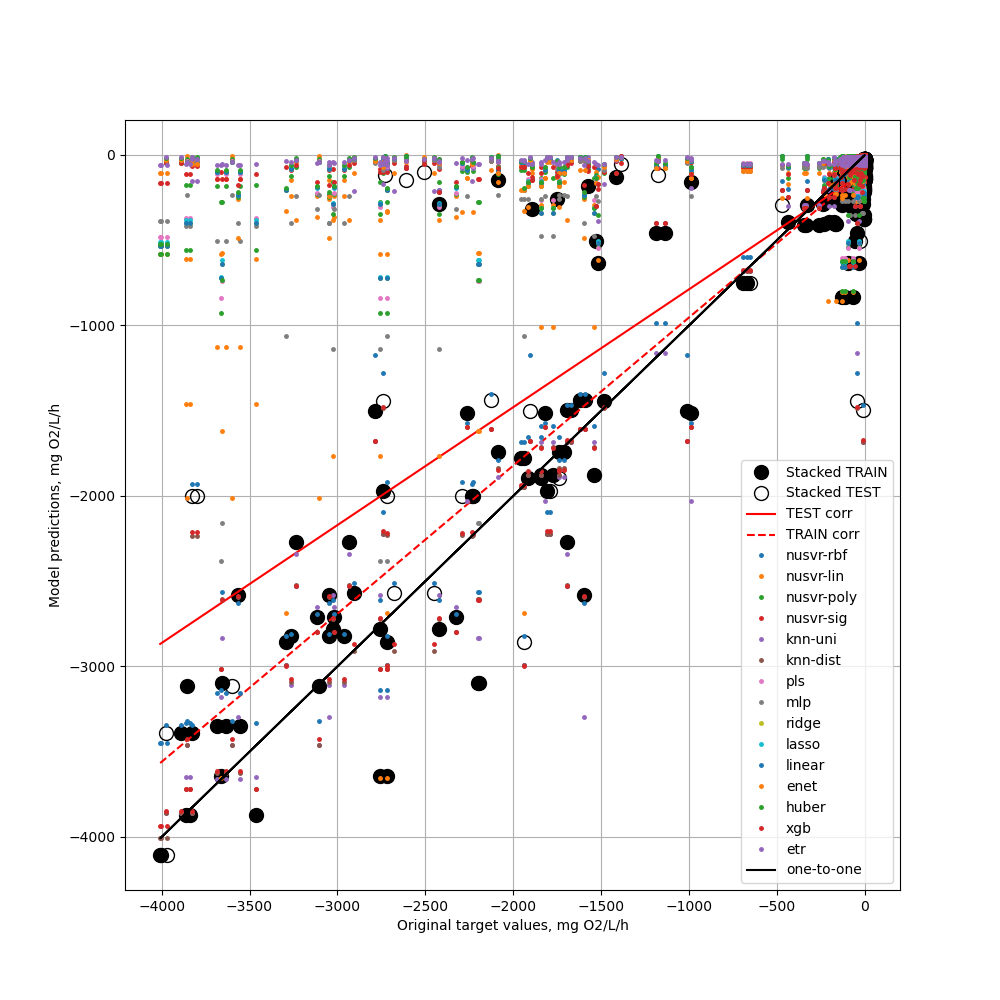 0
−1000
−2000
−3000
−4000
Model predictions, mg O2/L/h
−4000 −3500 −3000 −2500 −2000 −1500 −1000 −500 0
Original target values, mg O2/L/h
Stacked TRAIN
Stacked TEST
TEST corr
TRAIN corr
nusvr-rbf
nusvr-lin
nusvr-poly
nusvr-sig
knn-uni
knn-dist
pls
mlp
ridge
lasso
linear
enet
huber
xgb
etr
one-to-one